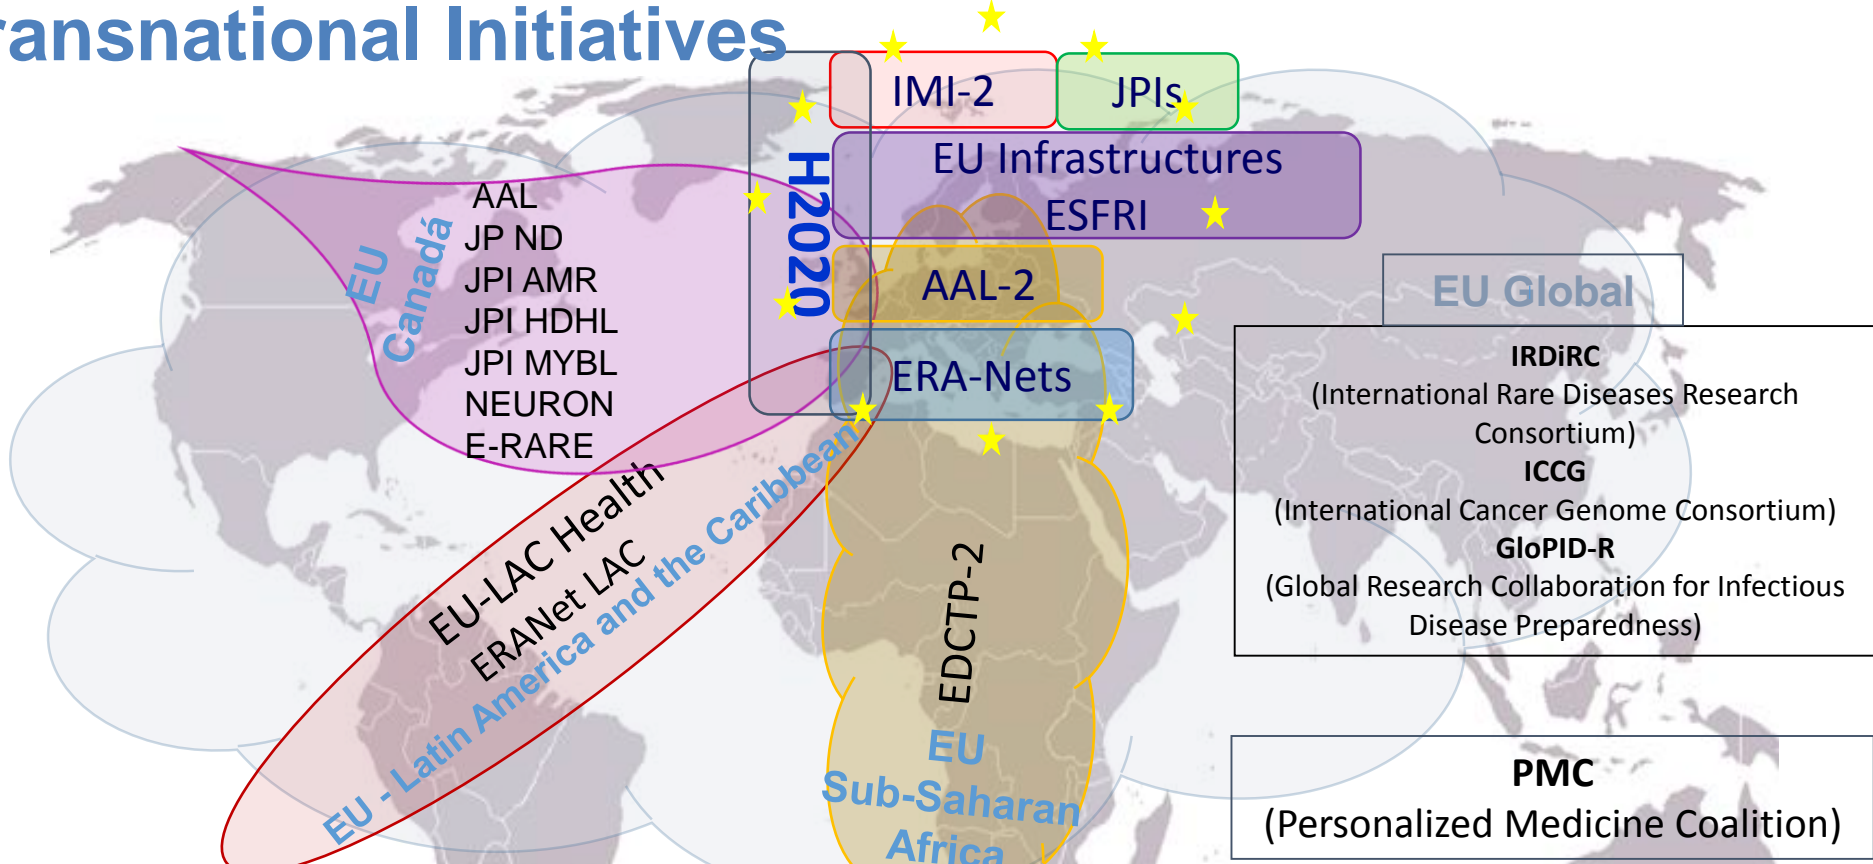 ransnational Initiatives
IMI-2
JPIs
H2020
EU Infrastructures
ESFRI
AAL-2
ERA-Nets
EU
Canadá
AAL
JP ND
JPI AMR
JPI HDHL
JPI MYBL
NEURON
E-RARE
EU-LAC Health
ERANet LAC
EU - Latin America and the Caribbean
EDCTP-2
EU
Sub-Saharan
Africa
EU Global
IRDiRC
(International Rare Diseases Research
Consortium)
ICCG
(International Cancer Genome Consortium)
GloPID-R
(Global Research Collaboration for Infectious
Disease Preparedness)
PMC
(Personalized Medicine Coalition)